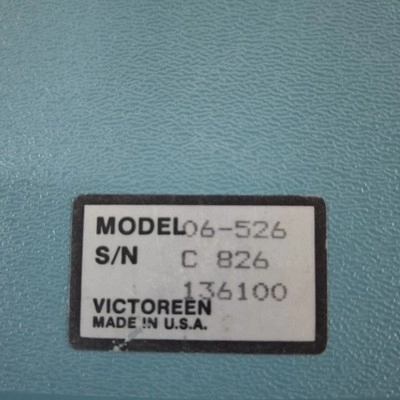 MODEL 06-526
S/N C 826
136100
VICTOREEN
MADE IN U.S.A.